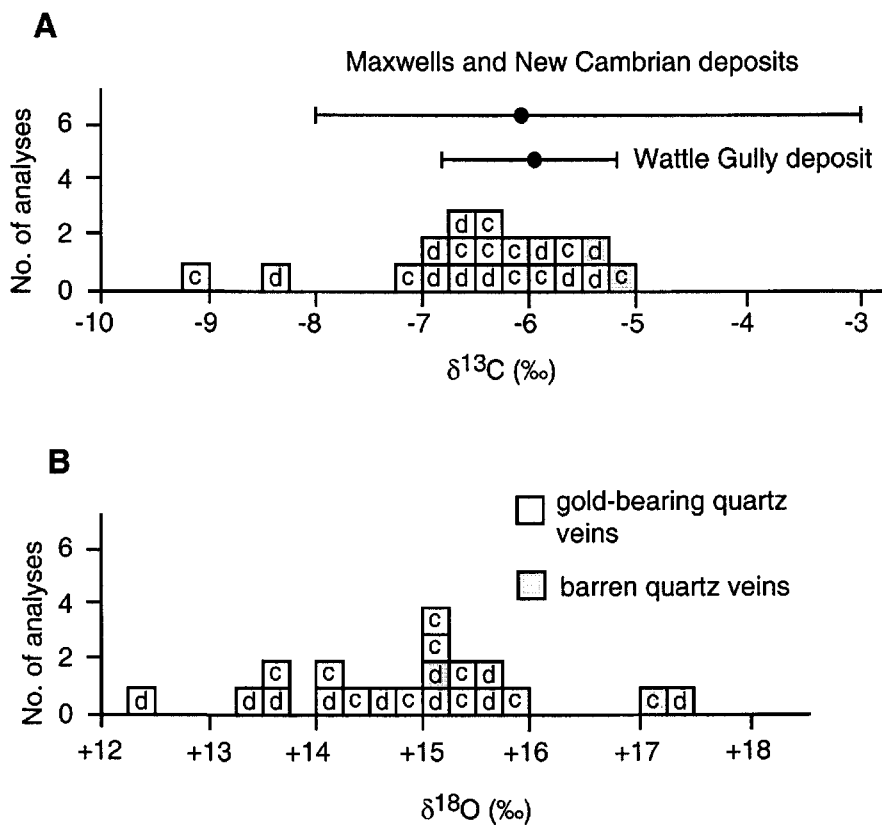 A
Maxwells and New Cambrian deposits
Wattle Gully deposit
No. of analyses
6
4
2
0
d c
d c c c d c d
c d c d d d c c d d c
-10 -9 -8 -7 -6 -5 -4 -3
δ¹³C (‰)
B
gold-bearing quartz
veins
barren quartz veins
No. of analyses
6
4
2
0
c
c
c c d c d
d d d d c d c d c d c c d
+12 +13 +14 +15 +16 +17 +18
δ¹⁸O (‰)